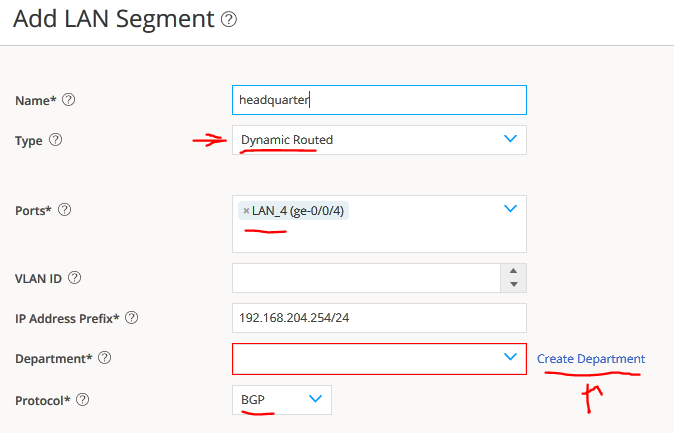 Add LAN Segment ?
Name* ? headquarter
Type ? Dynamic Routed
Ports* ? × LAN_4 (ge-0/0/4)
VLAN ID ?
IP Address Prefix* ? 192.168.204.254/24
Department* ? Create Department
Protocol* ? BGP